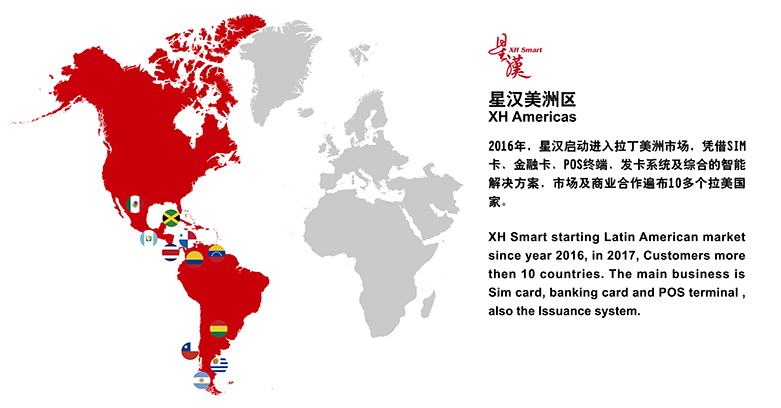 星漢
XH Smart
星汉美洲区
XH Americas
2016年，星汉启动进入拉丁美洲市场，凭借SIM
卡、金融卡、POS终端、发卡系统及综合的智能
解决方案，市场及商业合作遍布10多个拉美国
家。
XH Smart starting Latin American market
since year 2016, in 2017, Customers more
then 10 countries. The main business is
Sim card, banking card and POS terminal ,
also the Issuance system.